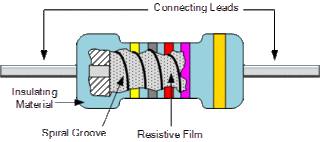 Connecting Leads
Insulating
Material
Spiral Groove
Resistive Film